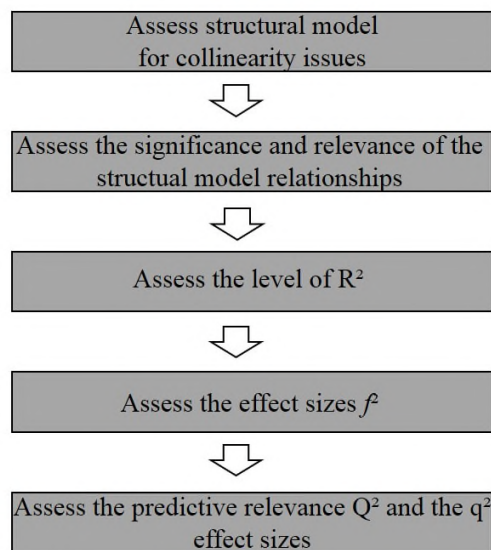 Assess structural model
for collinearity issues
Assess the significance and relevance of the
structual model relationships
Assess the level of R²
Assess the effect sizes f²
Assess the predictive relevance Q² and the q²
effect sizes